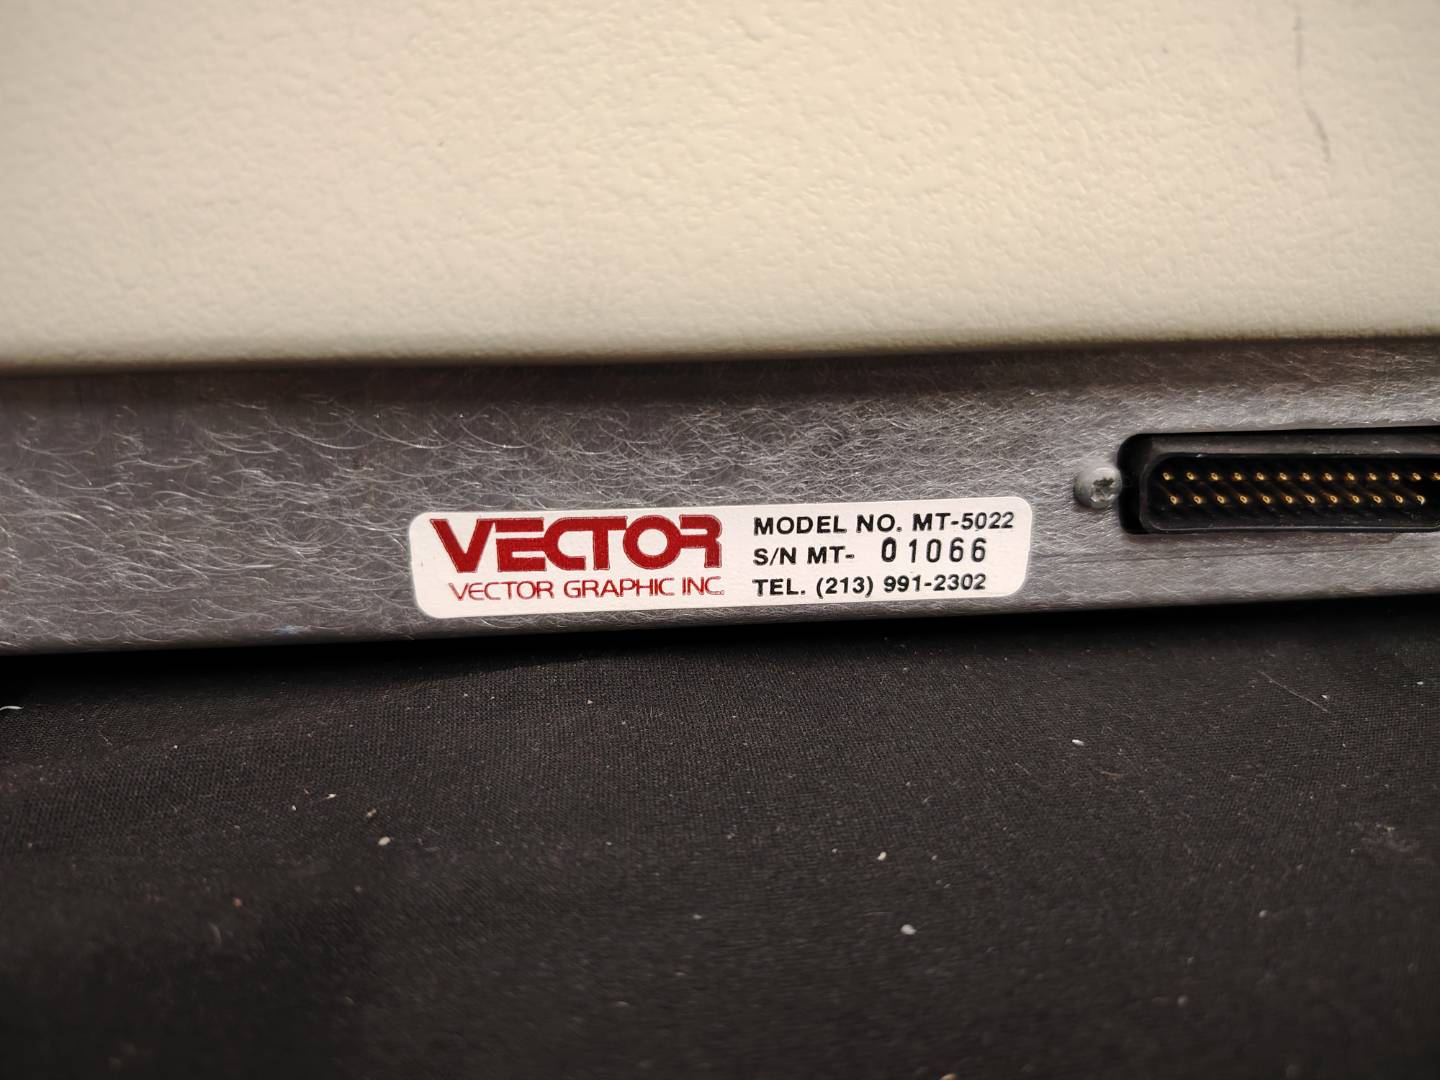 VECTOR
VECTOR GRAPHIC INC.
MODEL NO. MT-5022
S/N MT- 01066
TEL. (213) 991-2302